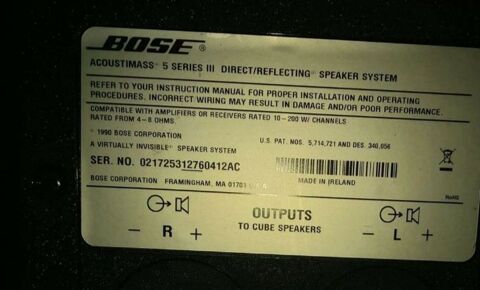 BOSE ®
ACOUSTIMASS® 5 SERIES III DIRECT/REFLECTING® SPEAKER SYSTEM
REFER TO YOUR INSTRUCTION MANUAL FOR PROPER INSTALLATION AND OPERATING
PROCEDURES. INCORRECT WIRING MAY RESULT IN DAMAGE AND/OR POOR PERFORMANCE.
COMPATIBLE WITH AMPLIFIERS OR RECEIVERS RATED 10-200 W/CHANNELS
RATED FROM 4-8 OHMS.
© 1990 BOSE CORPORATION
U.S. PAT. NOS. 5,714,721 AND DES. 340,056
A VIRTUALLY INVISIBLE® SPEAKER SYSTEM
SER. NO. 021725312760412AC
BOSE CORPORATION FRAMINGHAM, MA 01701
MADE IN IRELAND
RoHS
OUTPUTS
TO CUBE SPEAKERS
- R +
- L +